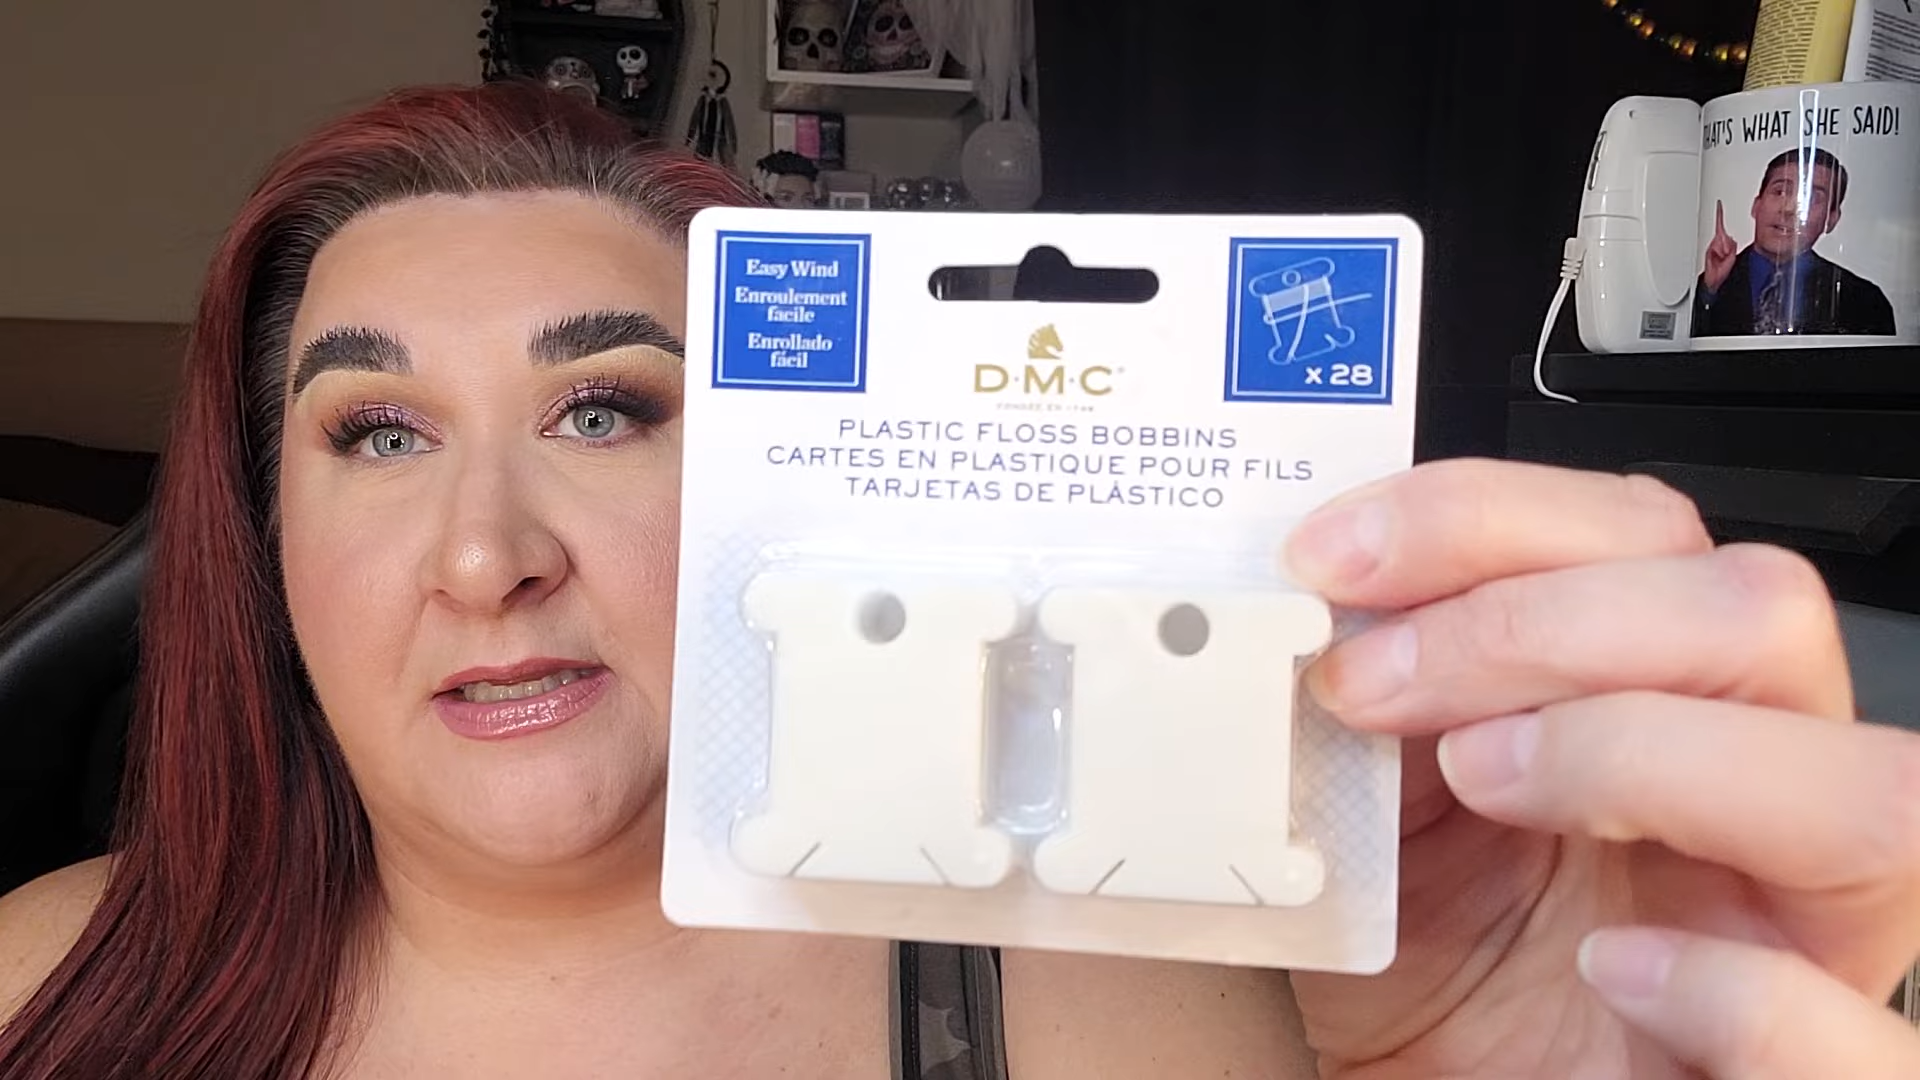 Easy Wind
Enroulement
facile
Enrollado
fácil
x 28
D·M·C
PLASTIC FLOSS BOBBINS
CARTES EN PLASTIQUE POUR FILS
TARJETAS DE PLÁSTICO
THAT'S WHAT SHE SAID!